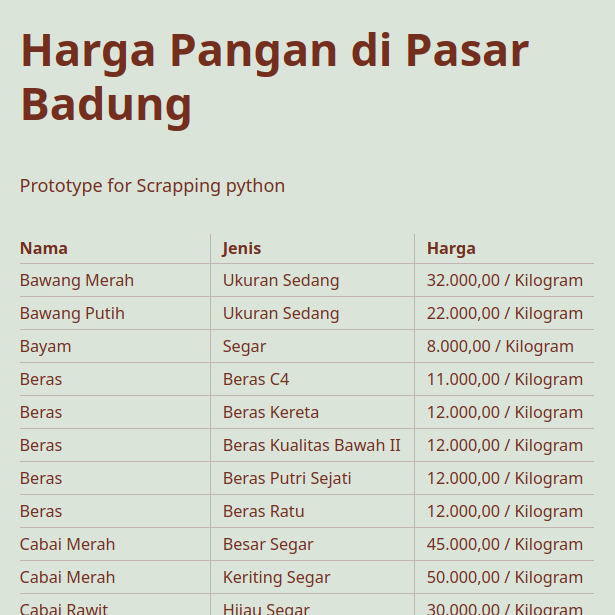 Harga Pangan di Pasar
Badung
Prototype for Scrapping python
Nama Jenis Harga
Bawang Merah Ukuran Sedang 32.000,00 / Kilogram
Bawang Putih Ukuran Sedang 22.000,00 / Kilogram
Bayam Segar 8.000,00 / Kilogram
Beras Beras C4 11.000,00 / Kilogram
Beras Beras Kereta 12.000,00 / Kilogram
Beras Beras Kualitas Bawah II 12.000,00 / Kilogram
Beras Beras Putri Sejati 12.000,00 / Kilogram
Beras Beras Ratu 12.000,00 / Kilogram
Cabai Merah Besar Segar 45.000,00 / Kilogram
Cabai Merah Keriting Segar 50.000,00 / Kilogram
Cabai Rawit Hijau Segar 30.000,00 / Kilogram